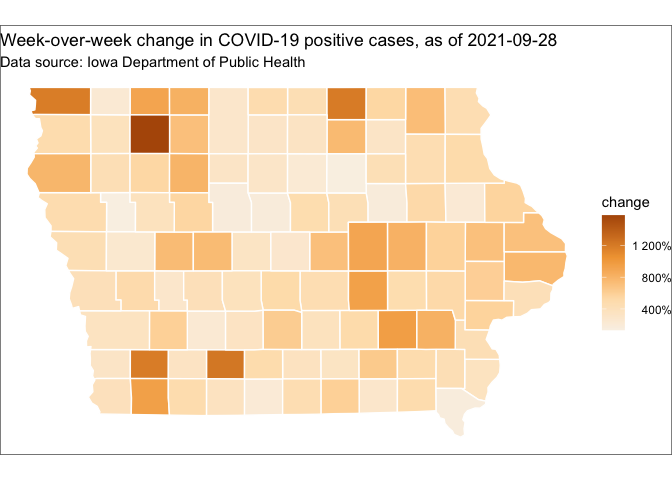 Week-over-week change in COVID-19 positive cases, as of 2021-09-28
Data source: Iowa Department of Public Health
change
1 200%
800%
400%